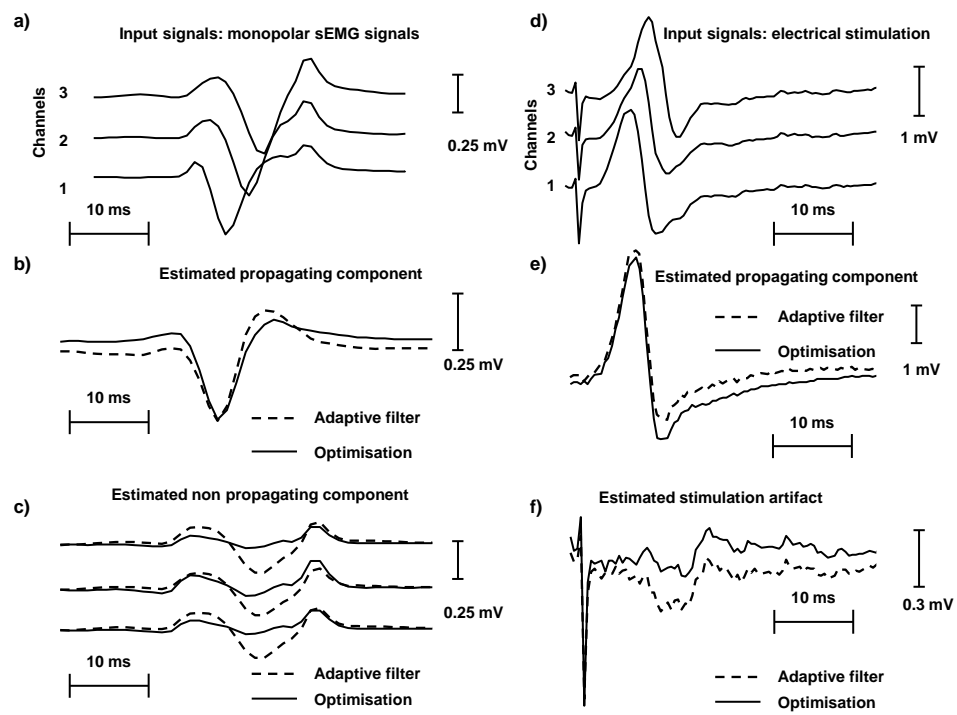 a)
Input signals: monopolar sEMG signals
Channels
3
2
1
0.25 mV
10 ms
b)
Estimated propagating component
0.25 mV
10 ms
Adaptive filter
Optimisation
c)
Estimated non propagating component
0.25 mV
10 ms
Adaptive filter
Optimisation
d)
Input signals: electrical stimulation
Channels
3
2
1
1 mV
10 ms
e)
Estimated propagating component
Adaptive filter
Optimisation
1 mV
10 ms
f)
Estimated stimulation artifact
0.3 mV
10 ms
Adaptive filter
Optimisation